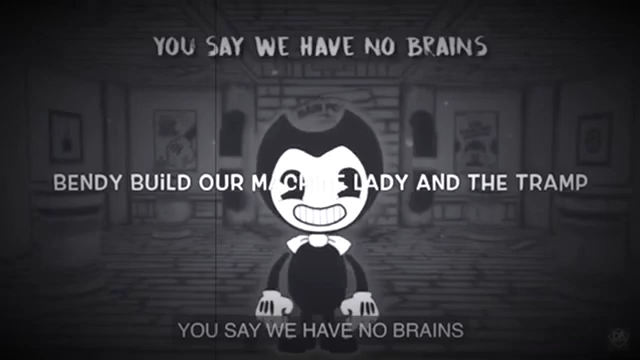 YOU SAY WE HAVE NO BRAINS
BENDY BUiLD OUR MACHINE LADY AND THE TRAMP
YOU SAY WE HAVE NO BRAINS